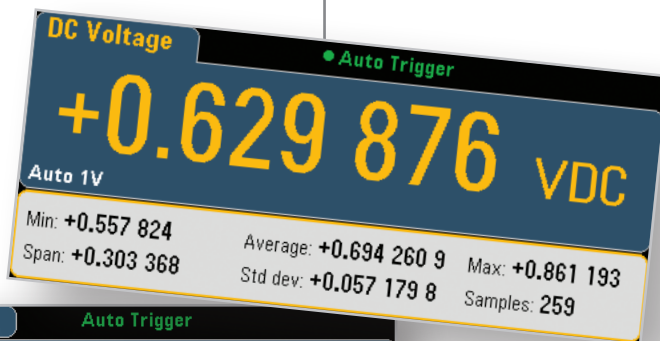 DC Voltage
Auto Trigger
+0.629 876 VDC
Auto 1V
Min: +0.557 824 Average: +0.694 260 9 Max: +0.861 193
Span: +0.303 368 Std dev: +0.057 179 8 Samples: 259
Auto Trigger